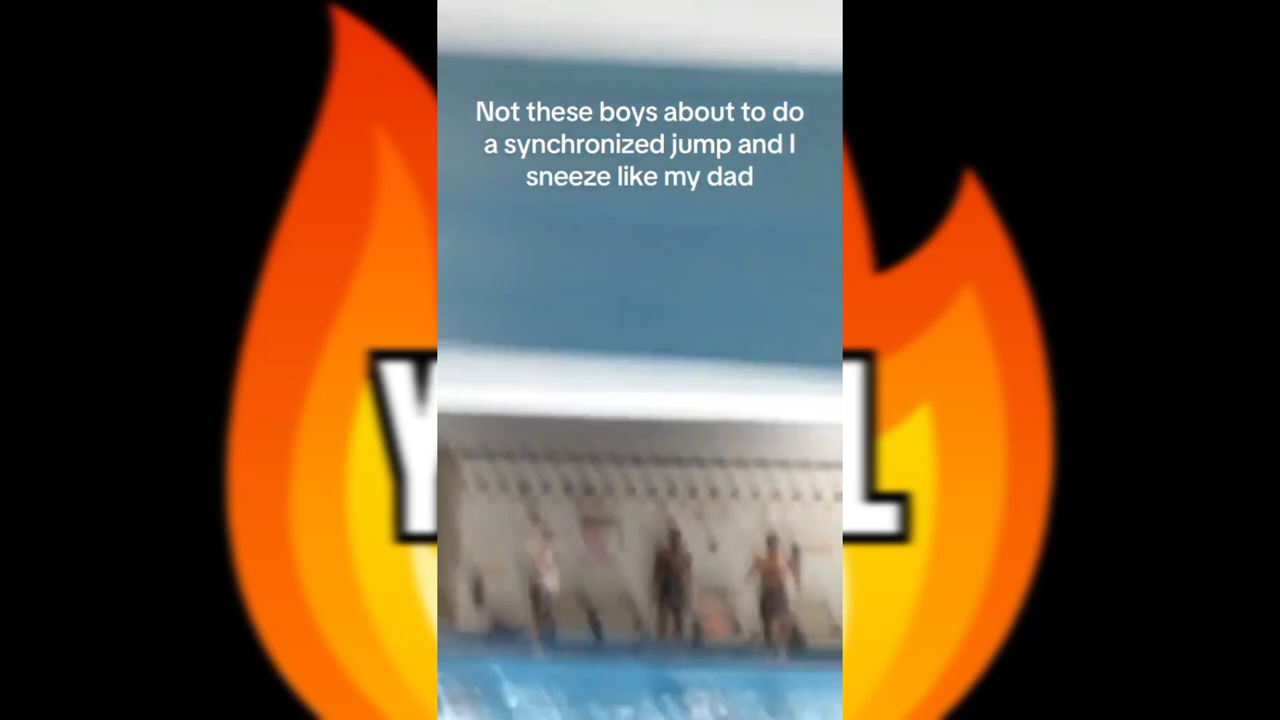 Not these boys about to do
a synchronized jump and I
sneeze like my dad
Y
L